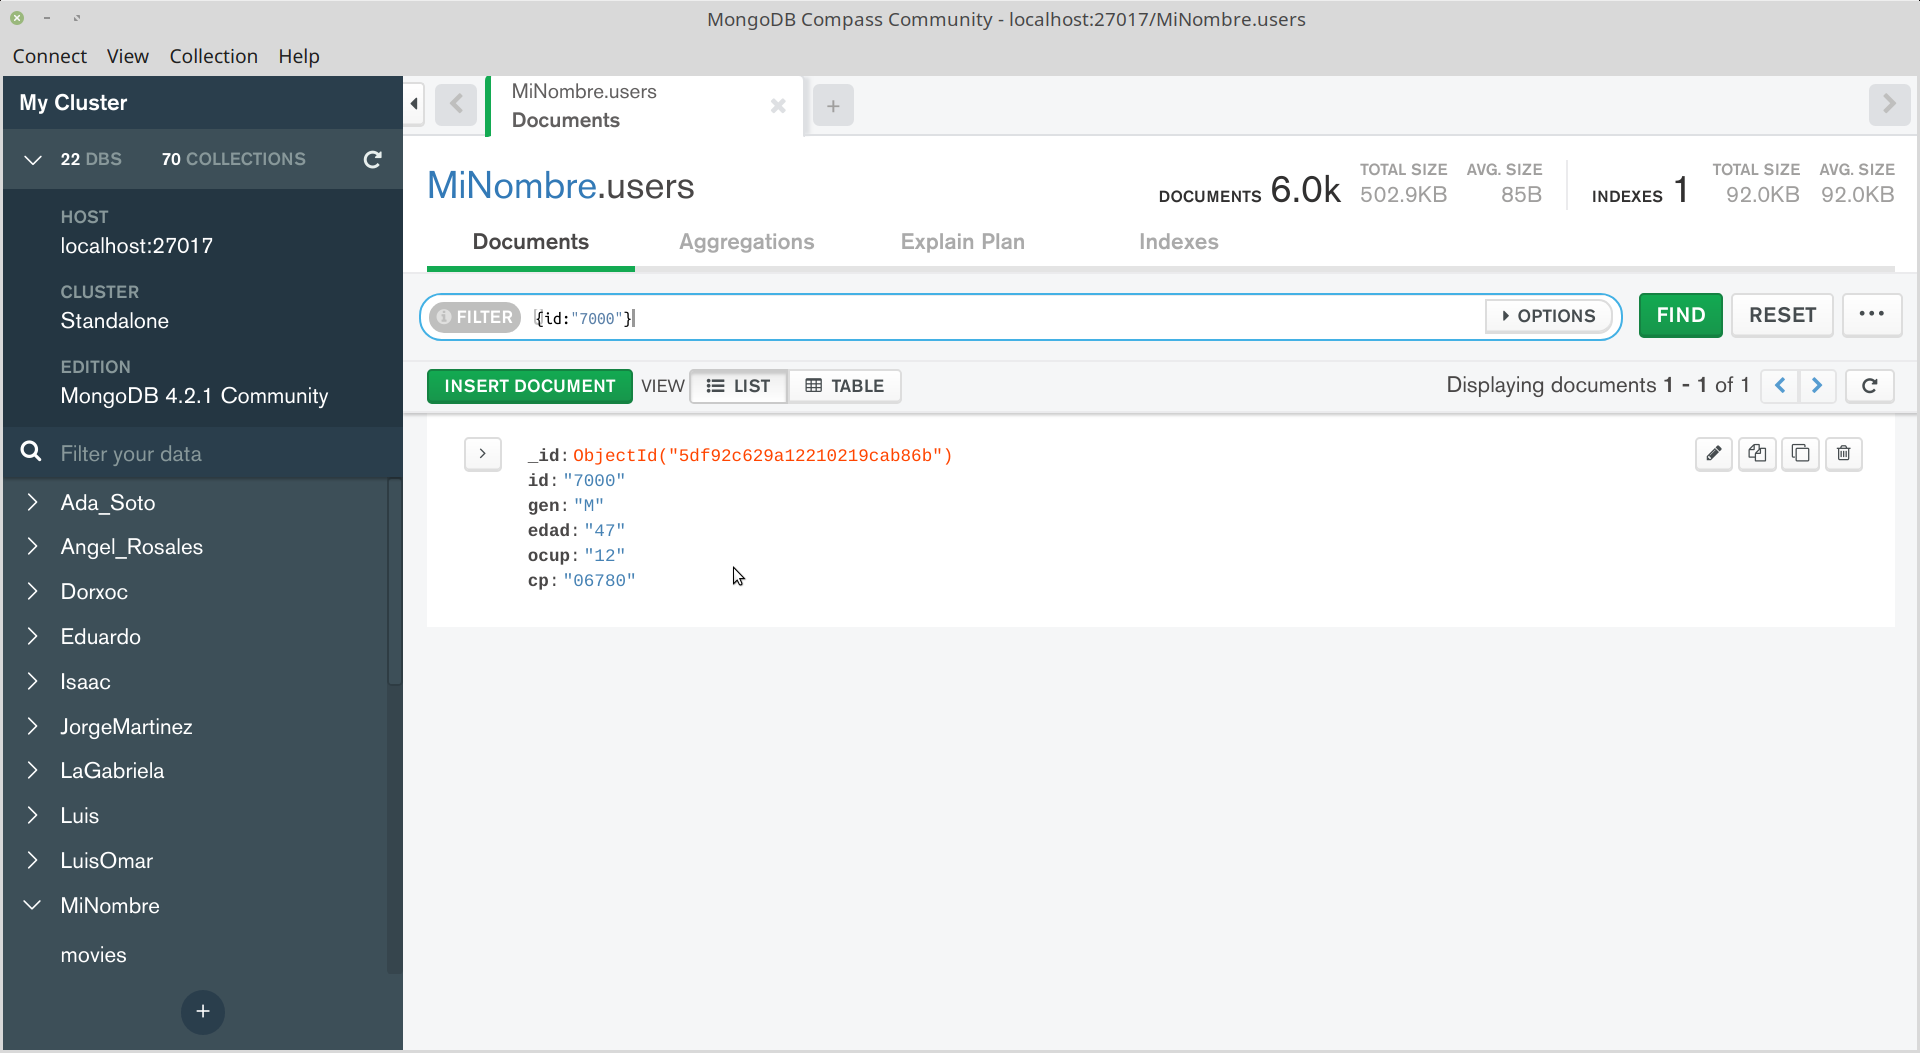 MongoDB Compass Community - localhost:27017/MiNombre.users
Connect View Collection Help
My Cluster
22 DBS 70 COLLECTIONS
HOST
localhost:27017
CLUSTER
Standalone
EDITION
MongoDB 4.2.1 Community
Filter your data
Ada_Soto
Angel_Rosales
Dorxoc
Eduardo
Isaac
JorgeMartinez
LaGabriela
Luis
LuisOmar
MiNombre
movies
+
MiNombre.users
Documents
+
MiNombre.users
DOCUMENTS 6.0k TOTAL SIZE 502.9KB AVG. SIZE 85B INDEXES 1 TOTAL SIZE 92.0KB AVG. SIZE 92.0KB
Documents Aggregations Explain Plan Indexes
FILTER {id:"7000"} OPTIONS FIND RESET ...
INSERT DOCUMENT VIEW LIST TABLE Displaying documents 1 - 1 of 1
_id: ObjectId("5df92c629a12210219cab86b")
id: "7000"
gen: "M"
edad: "47"
ocup: "12"
cp: "06780"